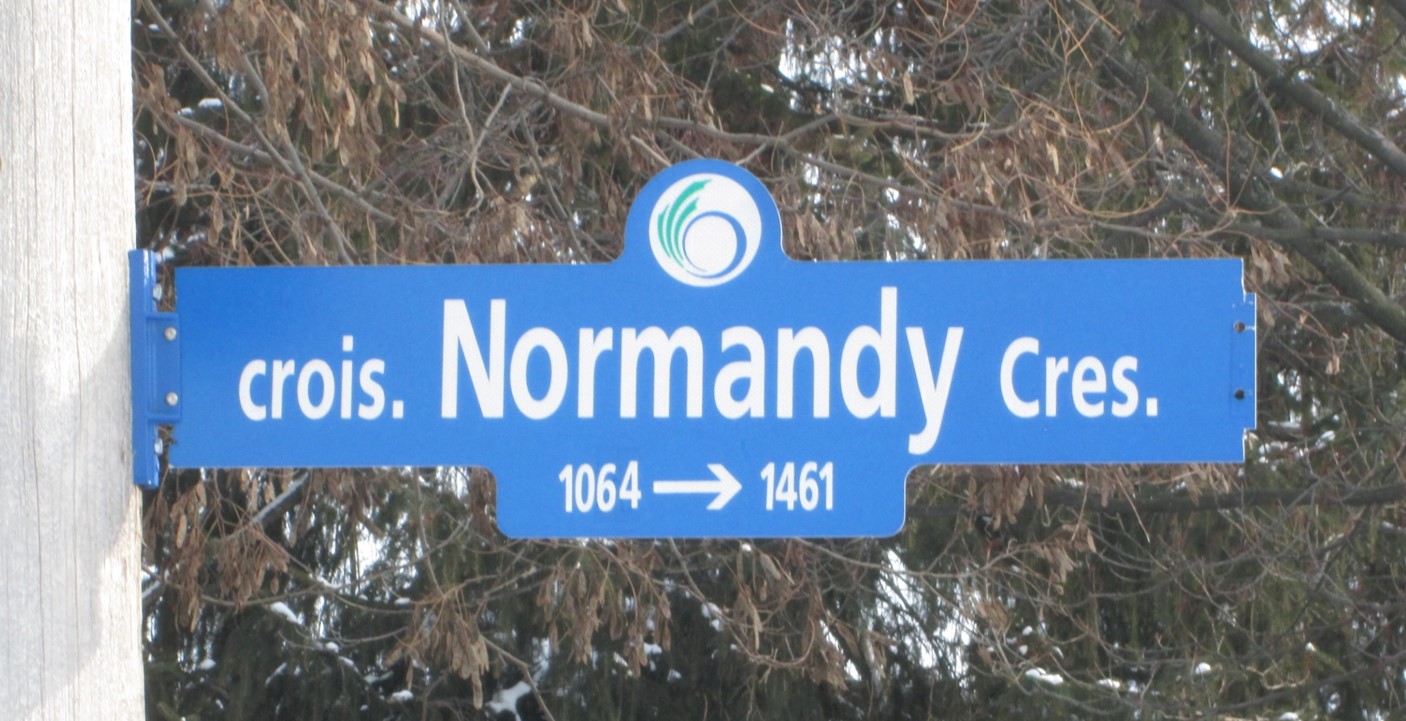 crois. Normandy Cres.
1064 → 1461